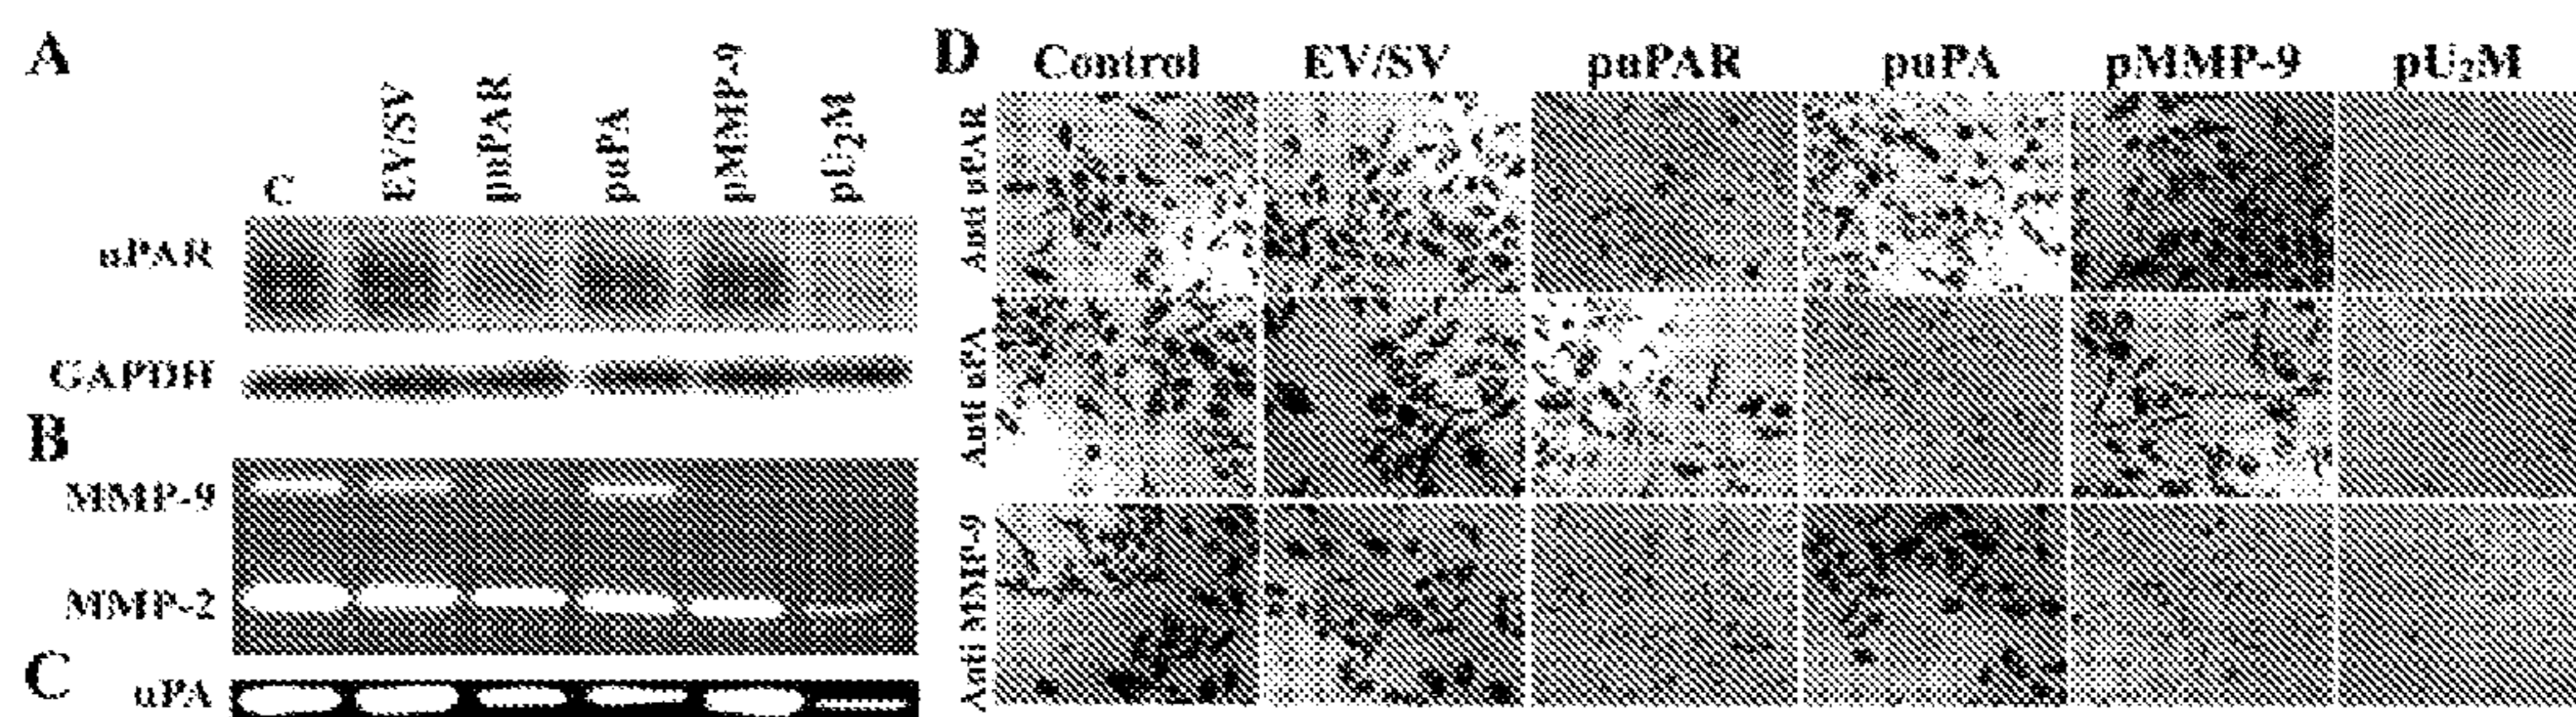 A
C EV/SV puPAR puPA pMMP-9 pU₂M
uPAR
GAPDH
B
MMP-9
MMP-2
C
uPA
D
Control EV/SV puPAR puPA pMMP-9 pU₂M
Anti uPAR
Anti uPA
Anti MMP-9